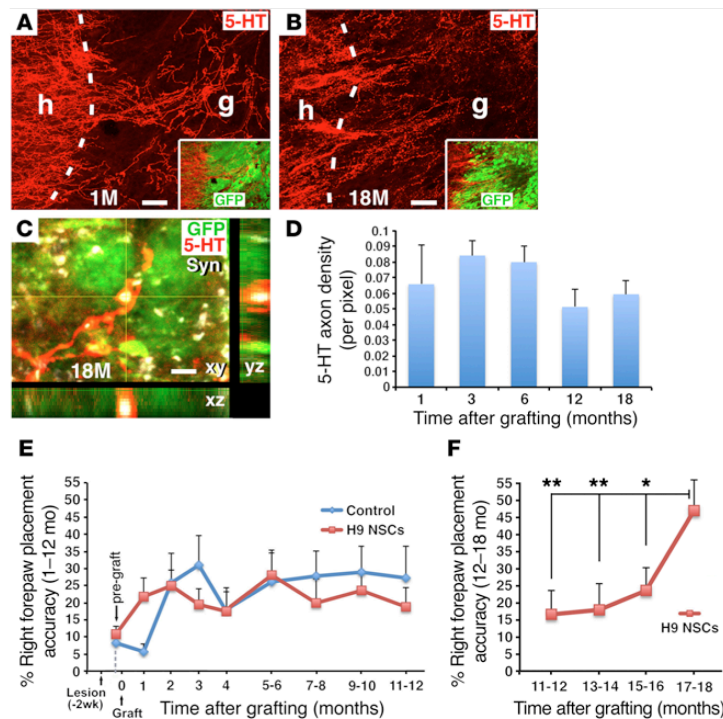 A
5-HT
h
g
1M
GFP
B
5-HT
h
g
18M
GFP
C
GFP
5-HT
Syn
18M
xy
yz
xz
D
5-HT axon density
(per pixel)
0.1
0.09
0.08
0.07
0.06
0.05
0.04
0.03
0.02
0.01
0
1 3 6 12 18
Time after grafting (months)
E
% Right forepaw placement
accuracy (1–12 mo)
55
50
45
40
35
30
25
20
15
10
5
0
pre-graft
Control
H9 NSCs
0 1 2 3 4 5-6 7-8 9-10 11-12
Lesion
(-2wk)
Graft
Time after grafting (months)
F
% Right forepaw placement
accuracy (12–18 mo)
55
50
45
40
35
30
25
20
15
10
5
0
** ** *
H9 NSCs
11-12 13-14 15-16 17-18
Time after grafting (months)